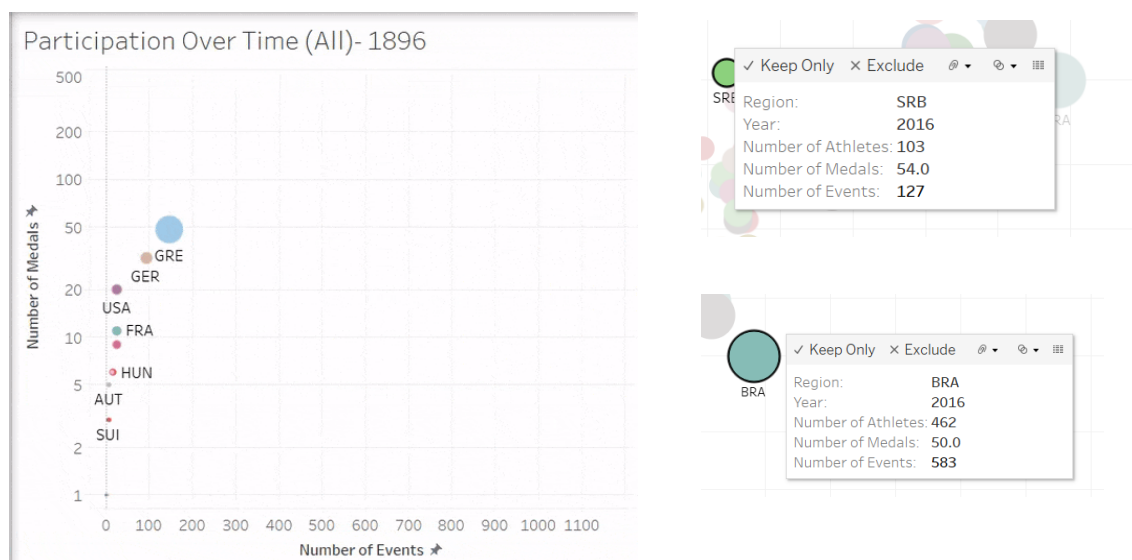 Participation Over Time (All)- 1896
500
200
100
50
20
10
5
2
1
Number of Medals
GRE
GER
USA
FRA
HUN
AUT
SUI
0 100 200 300 400 500 600 700 800 900 1000 1100
Number of Events
Keep Only Exclude
SRB
Region: SRB
Year: 2016
Number of Athletes: 103
Number of Medals: 54.0
Number of Events: 127
Keep Only Exclude
BRA
Region: BRA
Year: 2016
Number of Athletes: 462
Number of Medals: 50.0
Number of Events: 583